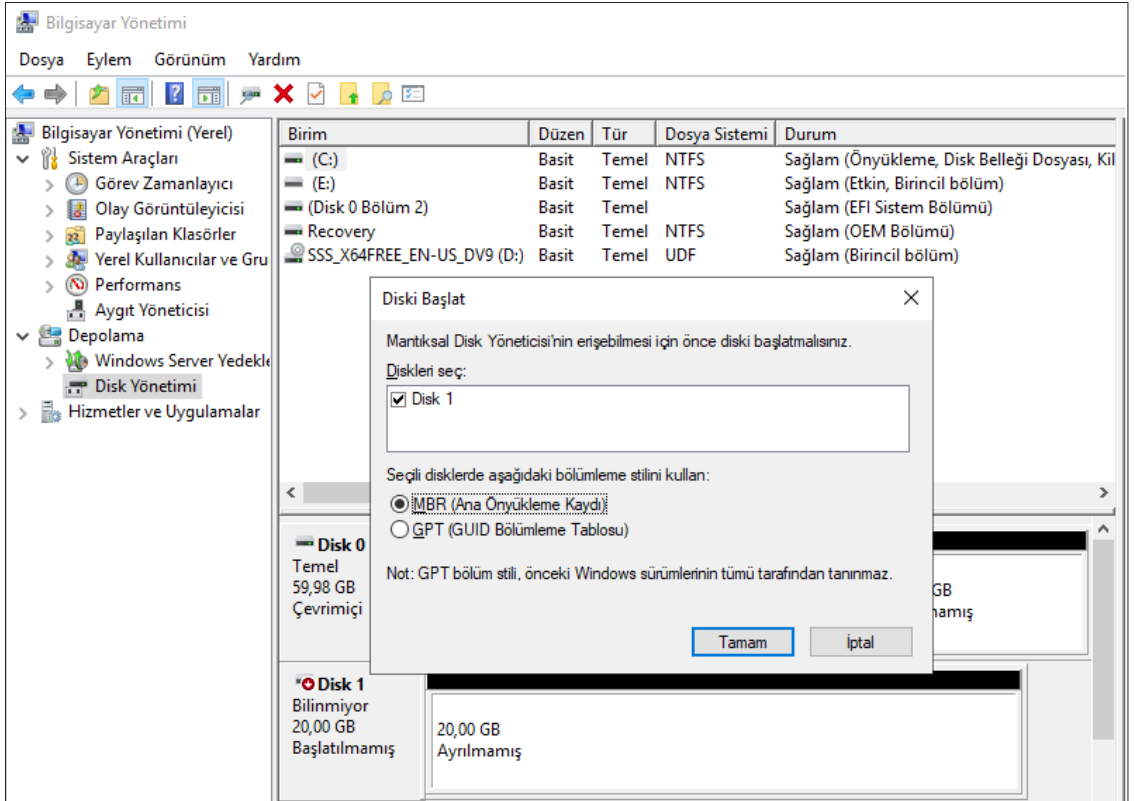 Bilgisayar Yönetimi
Dosya Eylem Görünüm Yardım
Bilgisayar Yönetimi (Yerel)
Sistem Araçları
Görev Zamanlayıcı
Olay Görüntüleyicisi
Paylaşılan Klasörler
Yerel Kullanıcılar ve Gru
Performans
Aygıt Yöneticisi
Depolama
Windows Server Yedekle
Disk Yönetimi
Hizmetler ve Uygulamalar
Birim Düzen Tür Dosya Sistemi Durum
(C:) Basit Temel NTFS Sağlam (Önyükleme, Disk Belleği Dosyası, Kil
(E:) Basit Temel NTFS Sağlam (Etkin, Birincil bölüm)
(Disk 0 Bölüm 2) Basit Temel Sağlam (EFI Sistem Bölümü)
Recovery Basit Temel NTFS Sağlam (OEM Bölümü)
SSS_X64FREE_EN-US_DV9 (D:) Basit Temel UDF Sağlam (Birincil bölüm)
Diski Başlat
Mantıksal Disk Yöneticisi'nin erişebilmesi için önce diski başlatmalısınız.
Diskleri seç:
Disk 1
Seçili disklerde aşağıdaki bölümleme stilini kullan:
MBR (Ana Önyükleme Kaydı)
GPT (GUID Bölümleme Tablosu)
Not: GPT bölüm stili, önceki Windows sürümlerinin tümü tarafından tanınmaz.
Tamam İptal
Disk 0
Temel
59,98 GB
Çevrimiçi
GB
namış
Disk 1
Bilinmiyor
20,00 GB
Başlatılmamış
20,00 GB
Ayrılmamış